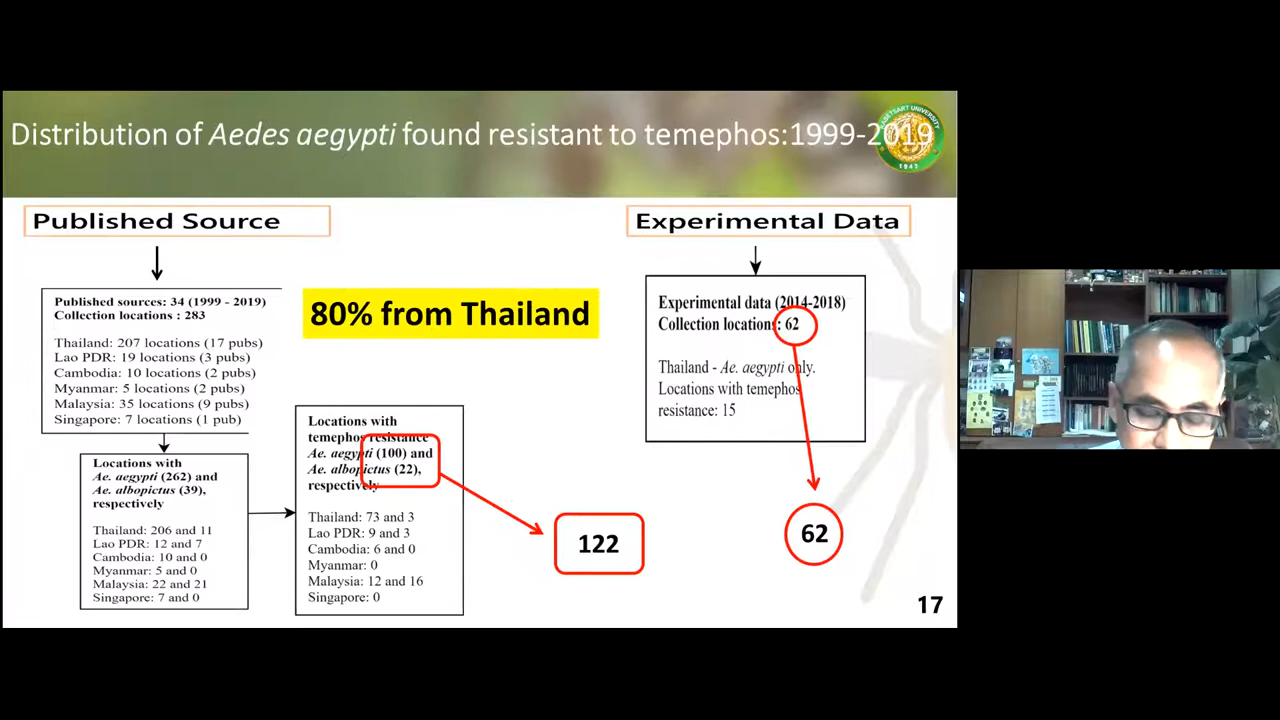 Distribution of Aedes aegypti found resistant to temephos:1999-2019
KASETSART UNIVERSITY
1943
Published Source
Published sources: 34 (1999 - 2019)
Collection locations : 283
Thailand: 207 locations (17 pubs)
Lao PDR: 19 locations (3 pubs)
Cambodia: 10 locations (2 pubs)
Myanmar: 5 locations (2 pubs)
Malaysia: 35 locations (9 pubs)
Singapore: 7 locations (1 pub)
Locations with
Ae. aegypti (262) and
Ae. albopictus (39),
respectively
Thailand: 206 and 11
Lao PDR: 12 and 7
Cambodia: 10 and 0
Myanmar: 5 and 0
Malaysia: 22 and 21
Singapore: 7 and 0
80% from Thailand
Locations with
temephos resistance
Ae. aegypti (100) and
Ae. albopictus (22),
respectively
Thailand: 73 and 3
Lao PDR: 9 and 3
Cambodia: 6 and 0
Myanmar: 0
Malaysia: 12 and 16
Singapore: 0
122
Experimental Data
Experimental data (2014-2018)
Collection locations: 62
Thailand - Ae. aegypti only.
Locations with temephos
resistance: 15
62
17